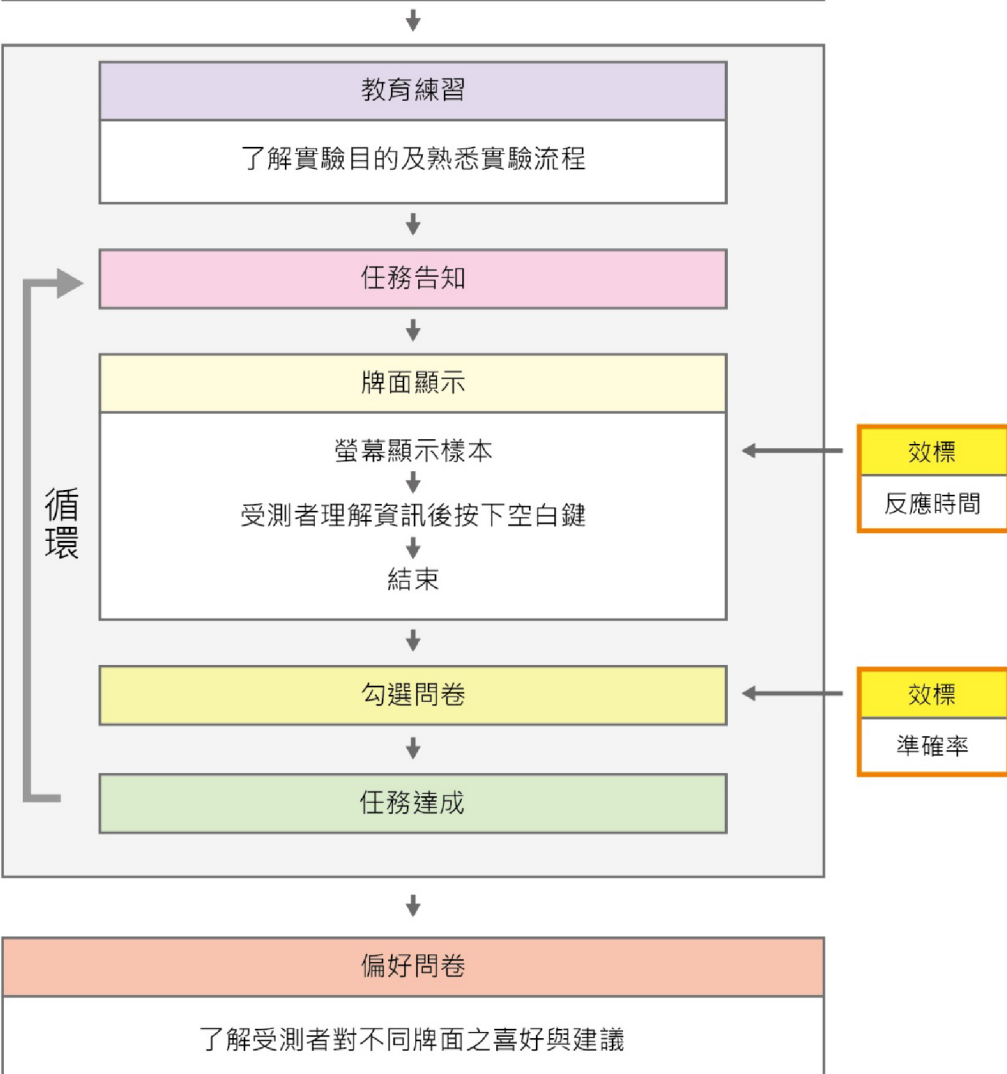 教育練習
了解實驗目的及熟悉實驗流程
任務告知
牌面顯示
螢幕顯示樣本
受測者理解資訊後按下空白鍵
結束
效標
反應時間
循環
勾選問卷
效標
準確率
任務達成
偏好問卷
了解受測者對不同牌面之喜好與建議